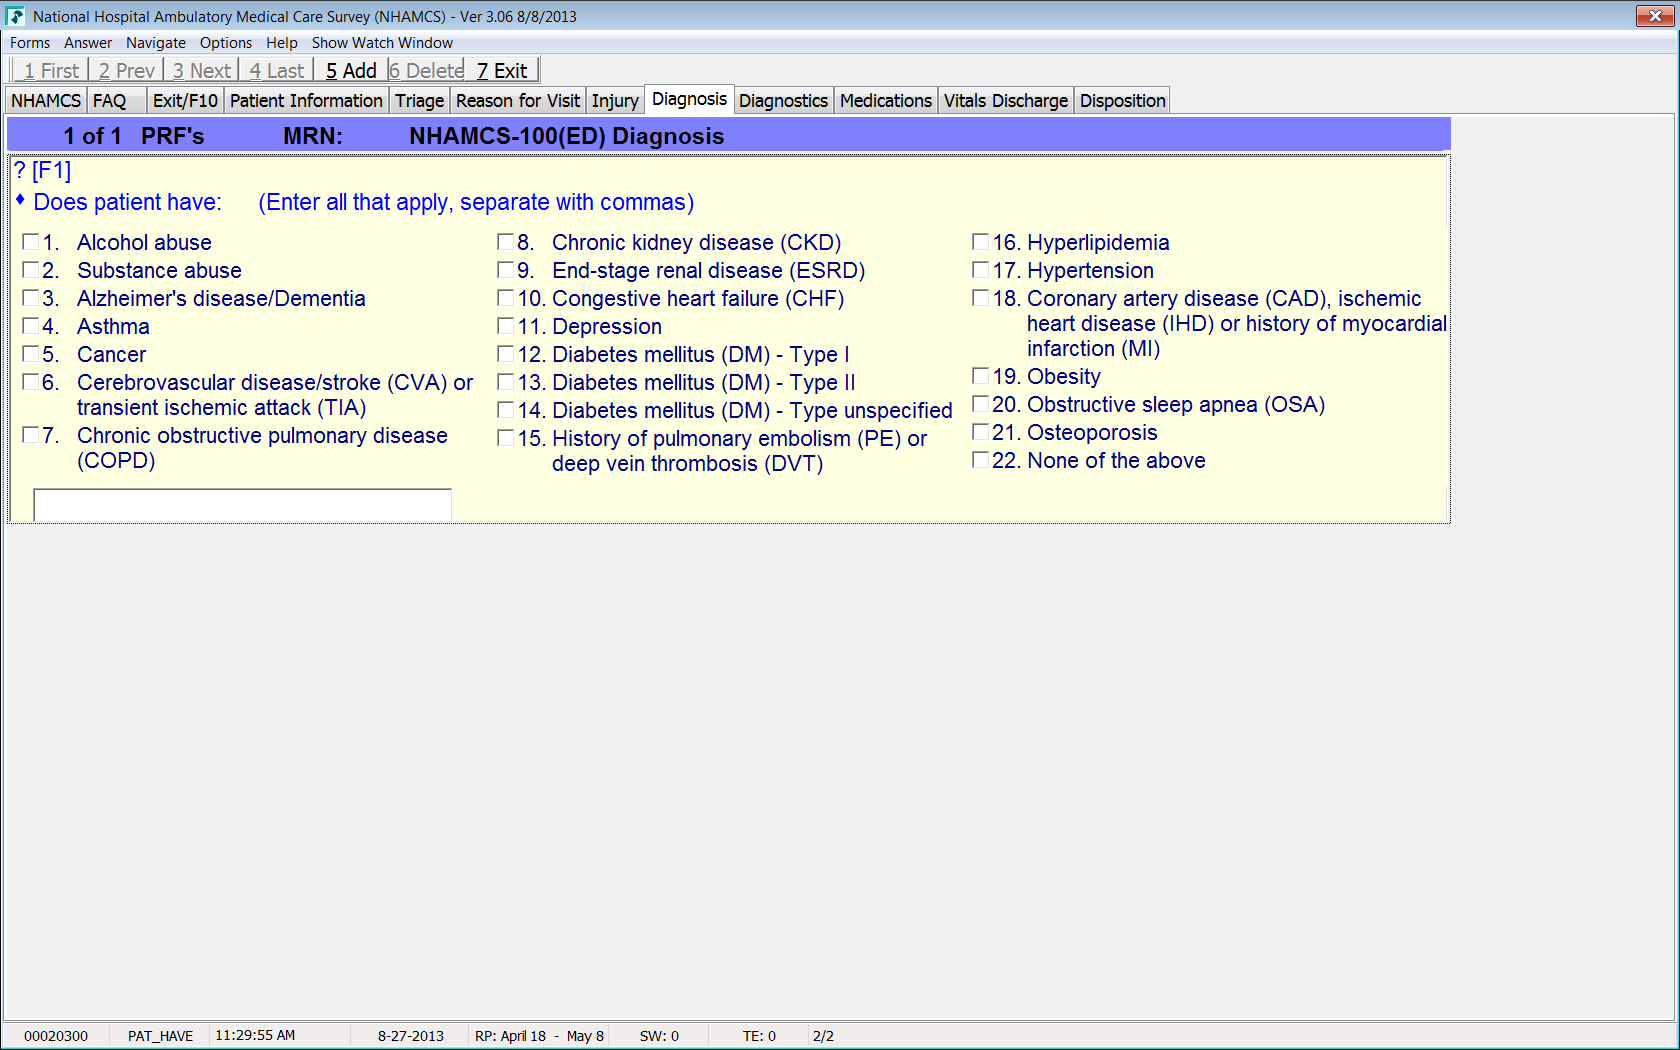 National Hospital Ambulatory Medical Care Survey (NHAMCS) - Ver 3.06 8/8/2013
Forms Answer Navigate Options Help Show Watch Window
1 First 2 Prev 3 Next 4 Last 5 Add 6 Delete 7 Exit
NHAMCS FAQ Exit/F10 Patient Information Triage Reason for Visit Injury Diagnosis Diagnostics Medications Vitals Discharge Disposition
1 of 1 PRF's MRN: NHAMCS-100(ED) Diagnosis
? [F1]
Does patient have: (Enter all that apply, separate with commas)
1. Alcohol abuse
2. Substance abuse
3. Alzheimer's disease/Dementia
4. Asthma
5. Cancer
6. Cerebrovascular disease/stroke (CVA) or
transient ischemic attack (TIA)
7. Chronic obstructive pulmonary disease
(COPD)
8. Chronic kidney disease (CKD)
9. End-stage renal disease (ESRD)
10. Congestive heart failure (CHF)
11. Depression
12. Diabetes mellitus (DM) - Type I
13. Diabetes mellitus (DM) - Type II
14. Diabetes mellitus (DM) - Type unspecified
15. History of pulmonary embolism (PE) or
deep vein thrombosis (DVT)
16. Hyperlipidemia
17. Hypertension
18. Coronary artery disease (CAD), ischemic
heart disease (IHD) or history of myocardial
infarction (MI)
19. Obesity
20. Obstructive sleep apnea (OSA)
21. Osteoporosis
22. None of the above
00020300 PAT_HAVE 11:29:55 AM 8-27-2013 RP: April 18 - May 8 SW: 0 TE: 0 2/2